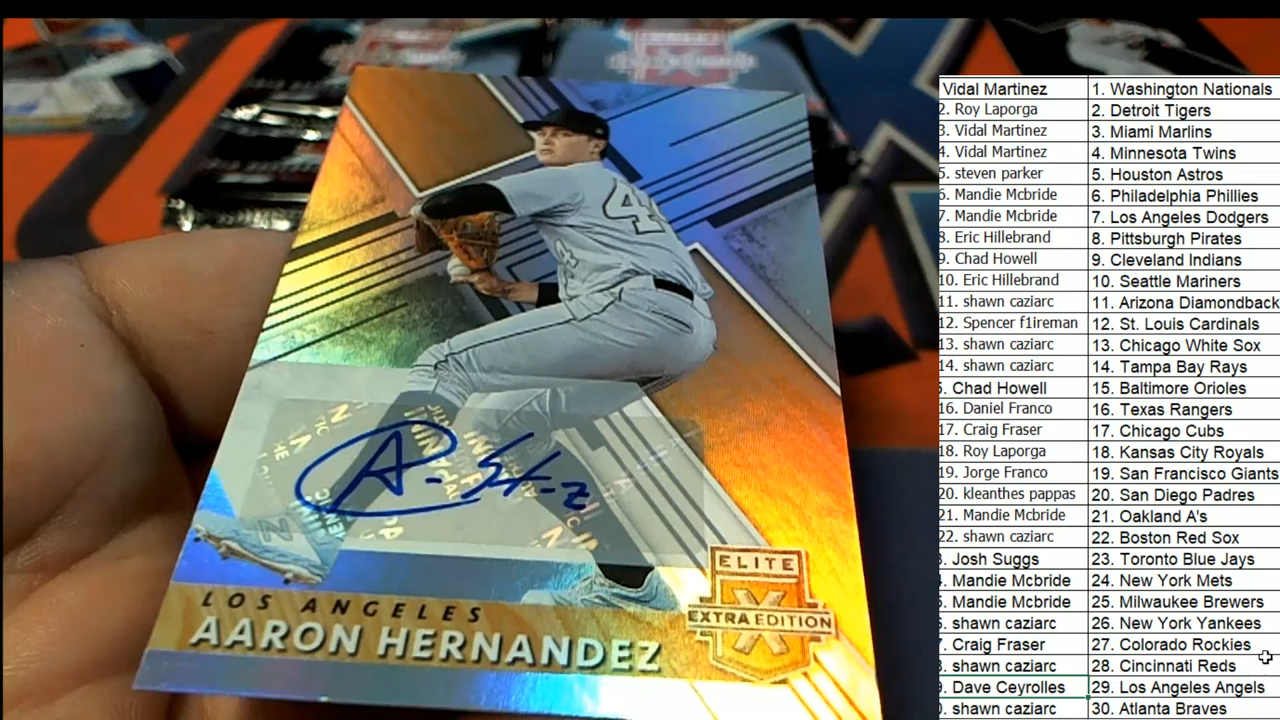 44
A-Hz
ELITE
X
EXTRA EDITION
LOS ANGELES
AARON HERNANDEZ
Vidal Martinez 1. Washington Nationals
2. Roy Laporga 2. Detroit Tigers
3. Vidal Martinez 3. Miami Marlins
4. Vidal Martinez 4. Minnesota Twins
5. steven parker 5. Houston Astros
6. Mandie Mcbride 6. Philadelphia Phillies
7. Mandie Mcbride 7. Los Angeles Dodgers
8. Eric Hillebrand 8. Pittsburgh Pirates
9. Chad Howell 9. Cleveland Indians
10. Eric Hillebrand 10. Seattle Mariners
11. shawn caziarc 11. Arizona Diamondback
12. Spencer f1ireman 12. St. Louis Cardinals
13. shawn caziarc 13. Chicago White Sox
14. shawn caziarc 14. Tampa Bay Rays
. Chad Howell 15. Baltimore Orioles
16. Daniel Franco 16. Texas Rangers
17. Craig Fraser 17. Chicago Cubs
18. Roy Laporga 18. Kansas City Royals
19. Jorge Franco 19. San Francisco Giants
20. kleanthes pappas 20. San Diego Padres
21. Mandie Mcbride 21. Oakland A's
22. shawn caziarc 22. Boston Red Sox
. Josh Suggs 23. Toronto Blue Jays
. Mandie Mcbride 24. New York Mets
. Mandie Mcbride 25. Milwaukee Brewers
. shawn caziarc 26. New York Yankees
. Craig Fraser 27. Colorado Rockies
. shawn caziarc 28. Cincinnati Reds
. Dave Ceyrolles 29. Los Angeles Angels
. shawn caziarc 30. Atlanta Braves